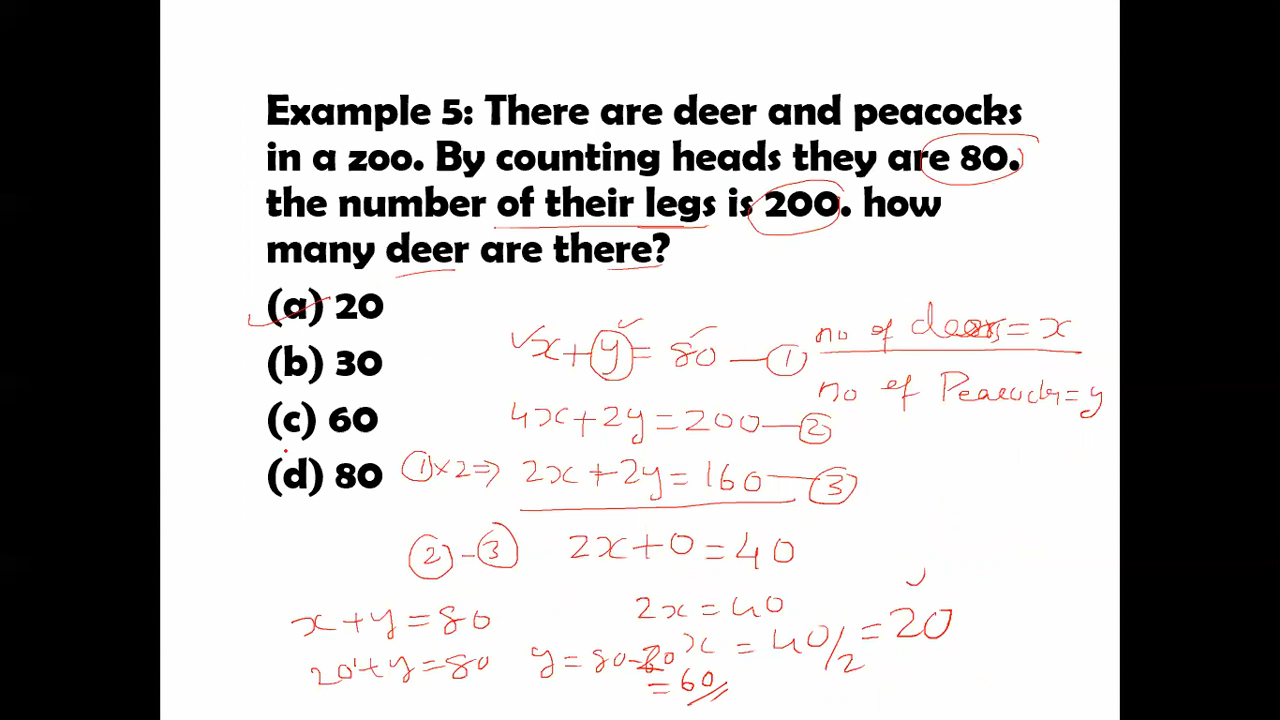 Example 5: There are deer and peacocks
in a zoo. By counting heads they are 80.
the number of their legs is 200. how
many deer are there?
(a) 20
(b) 30
(c) 60
(d) 80
no of deers = x
no of Peacocks = y
x + y = 80 — ①
4x + 2y = 200 — ②
① × 2 ⇒ 2x + 2y = 160 — ③
② - ③ 2x + 0 = 40
2x = 40
x = 40/2 = 20
x + y = 80
20 + y = 80
y = 80 - 20
= 60